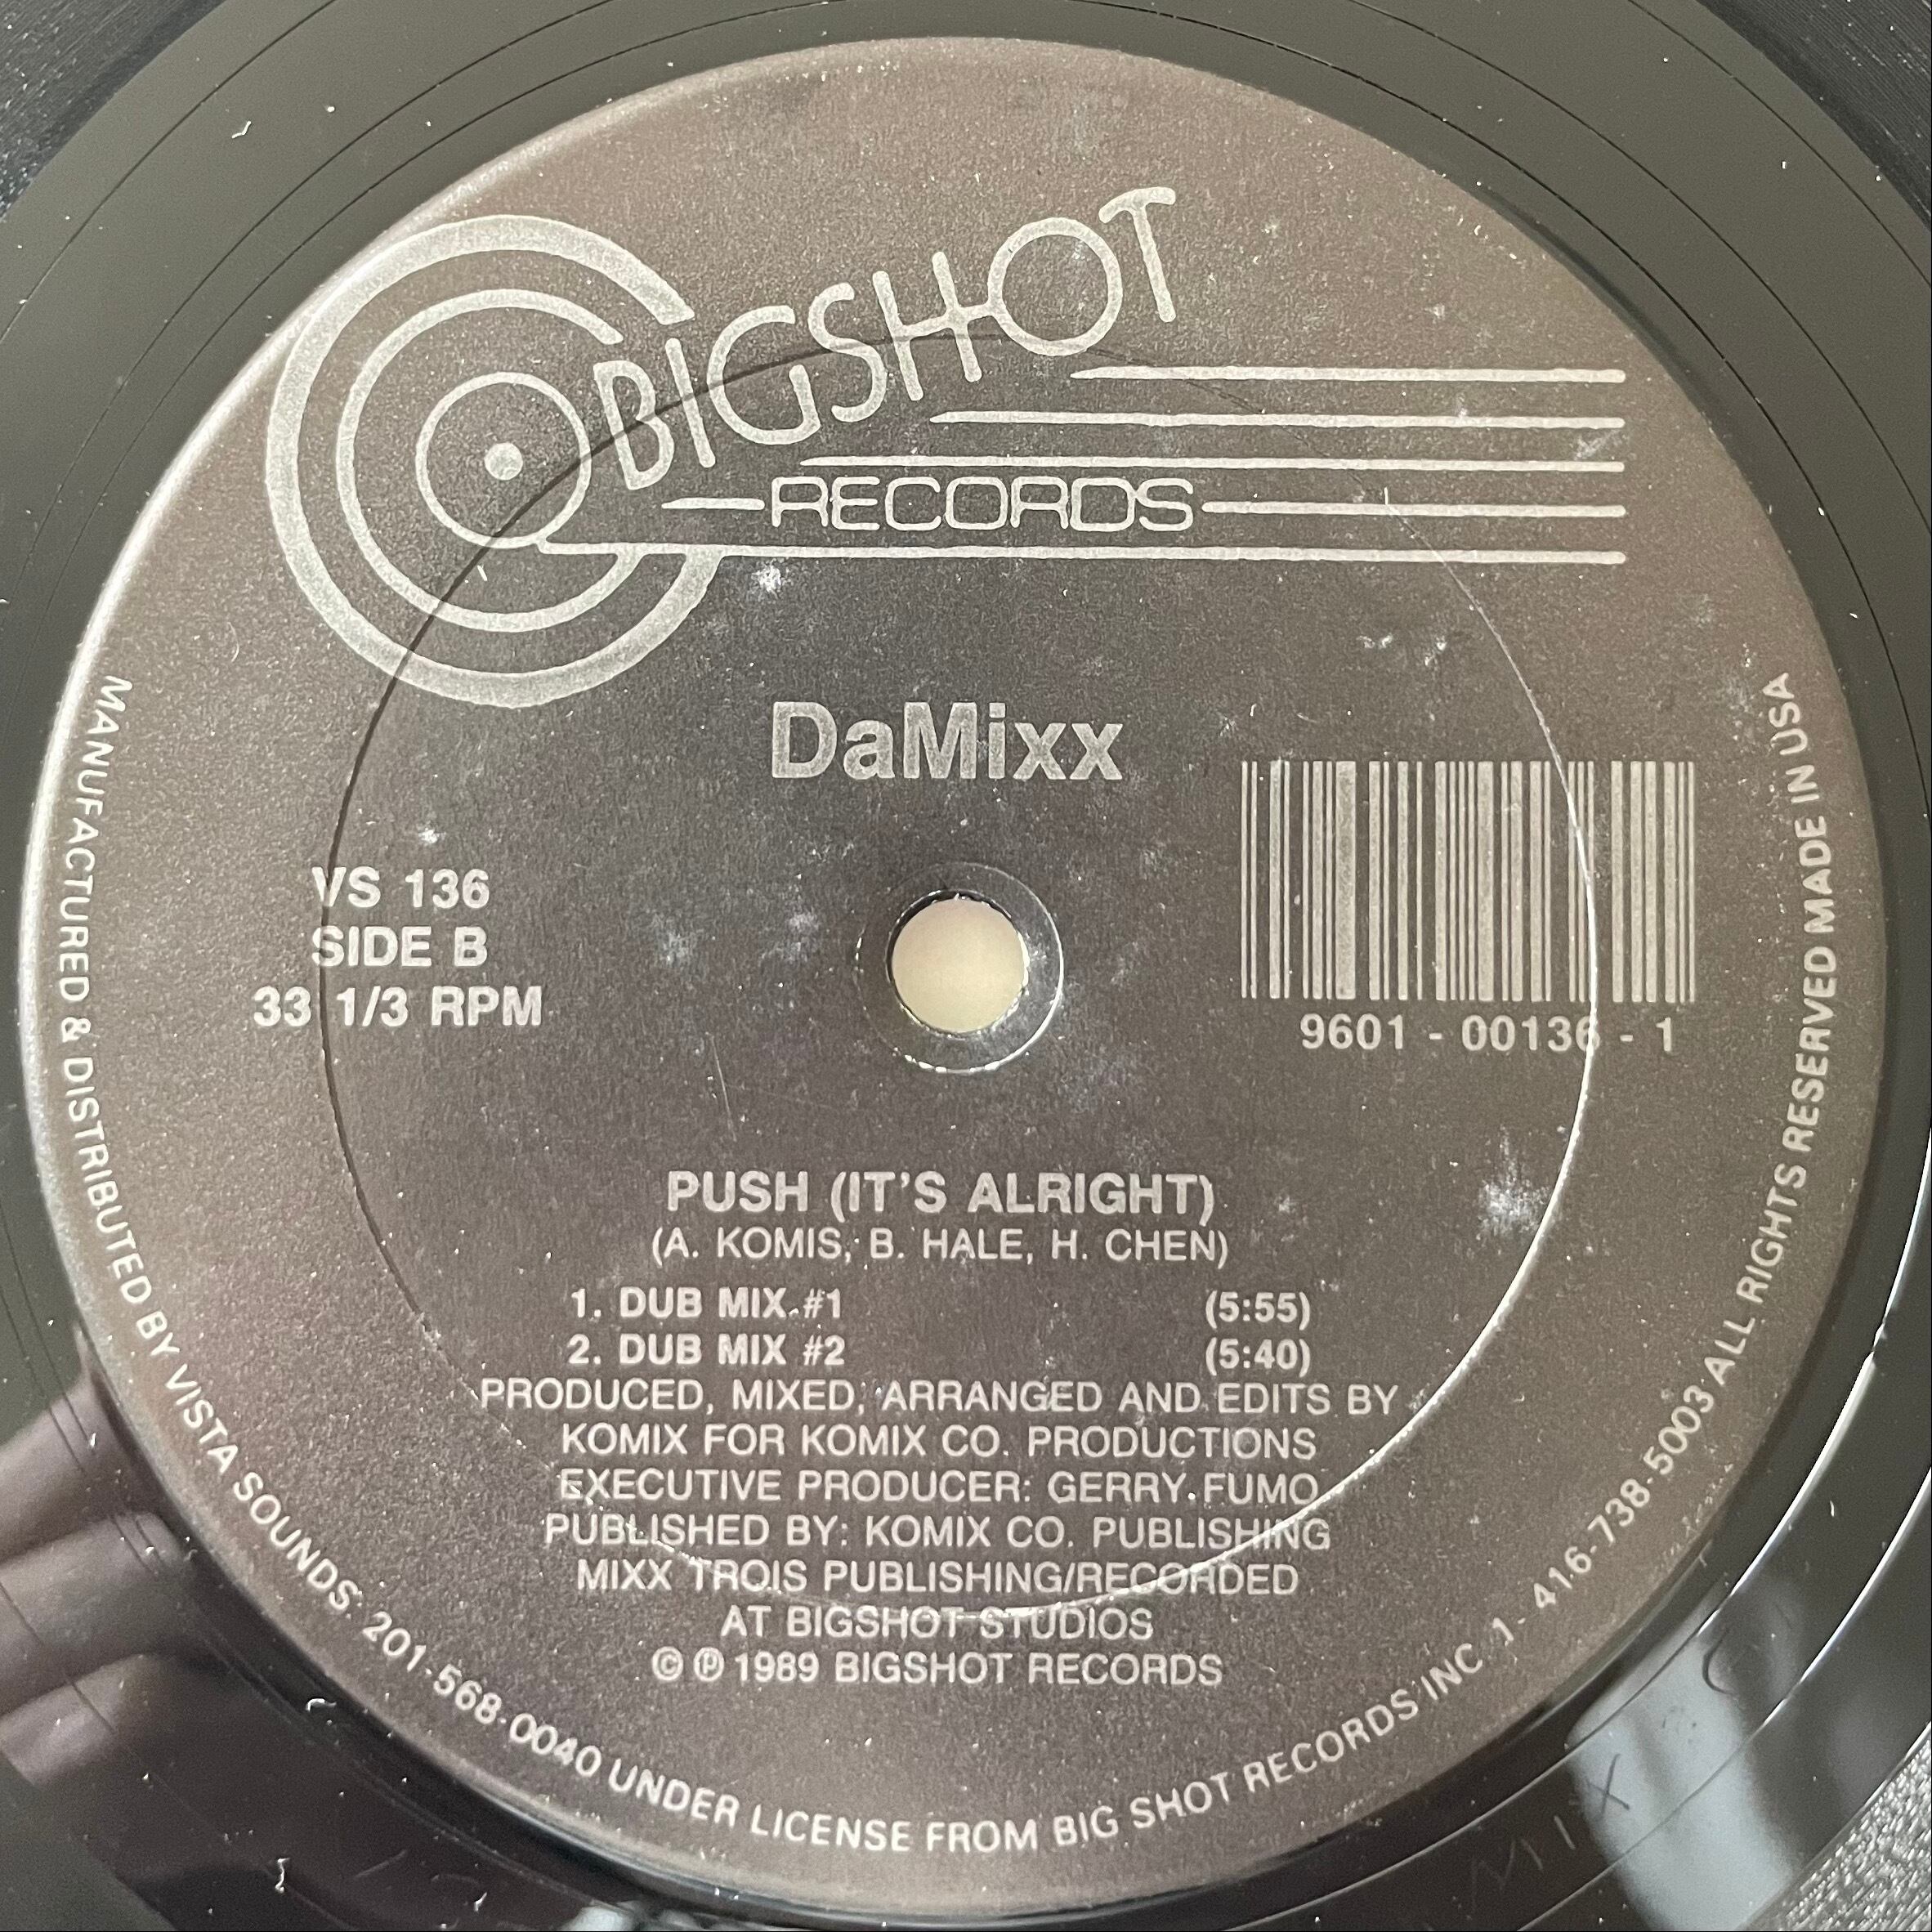 BIGSHOT
RECORDS
DaMixx
VS 136
SIDE B
33 1/3 RPM
9601 - 00136 - 1
PUSH (IT'S ALRIGHT)
(A. KOMIS, B. HALE, H. CHEN)
1. DUB MIX #1 (5:55)
2. DUB MIX #2 (5:40)
PRODUCED, MIXED, ARRANGED AND EDITS BY
KOMIX FOR KOMIX CO. PRODUCTIONS
EXECUTIVE PRODUCER: GERRY FUMO
PUBLISHED BY: KOMIX CO. PUBLISHING
MIXX TROIS PUBLISHING/RECORDED
AT BIGSHOT STUDIOS
© ℗ 1989 BIGSHOT RECORDS
MANUFACTURED & DISTRIBUTED BY VISTA SOUNDS: 201-568-0040 UNDER LICENSE FROM BIG SHOT RECORDS INC 1-416-738-5003 ALL RIGHTS RESERVED MADE IN USA
MIX